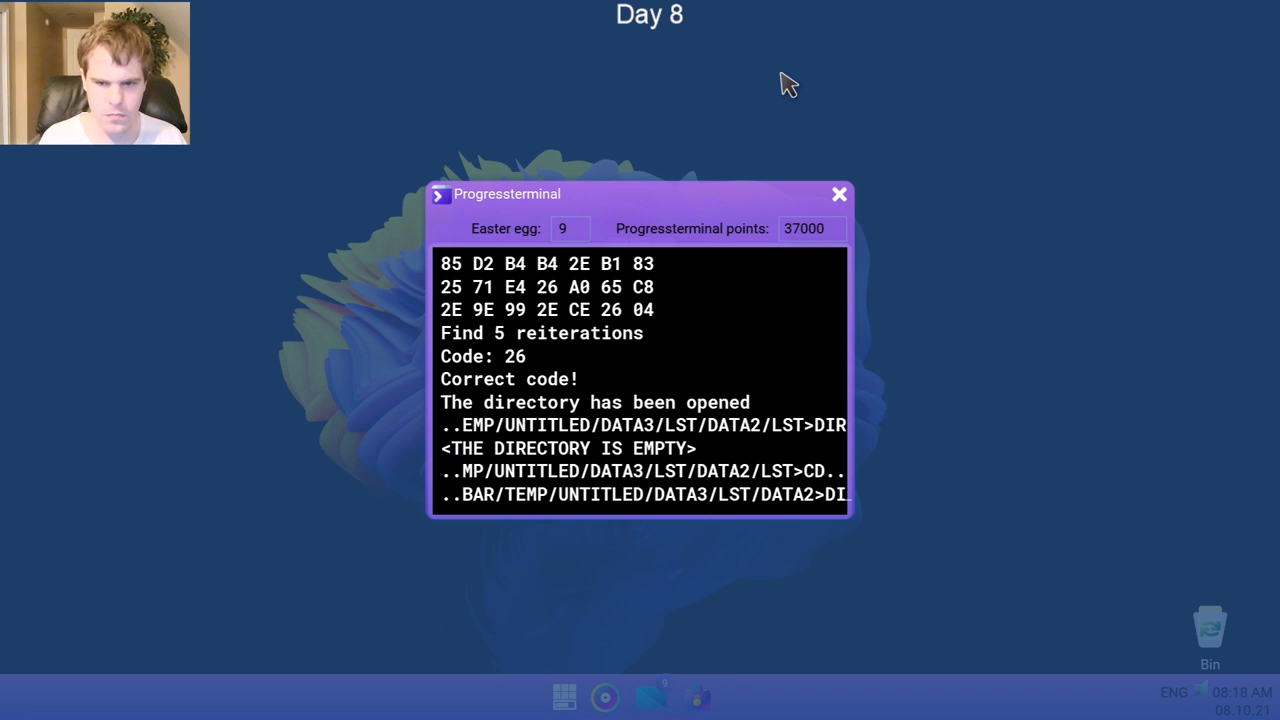 Day 8
Progressterminal
Easter egg: 9 Progressterminal points: 37000
85 D2 B4 B4 2E B1 83
25 71 E4 26 A0 65 C8
2E 9E 99 2E CE 26 04
Find 5 reiterations
Code: 26
Correct code!
The directory has been opened
..EMP/UNTITLED/DATA3/LST/DATA2/LST>DIR
<THE DIRECTORY IS EMPTY>
..MP/UNTITLED/DATA3/LST/DATA2/LST>CD..
..BAR/TEMP/UNTITLED/DATA3/LST/DATA2>DI_
Bin
9
ENG 08:18 AM
08.10.21